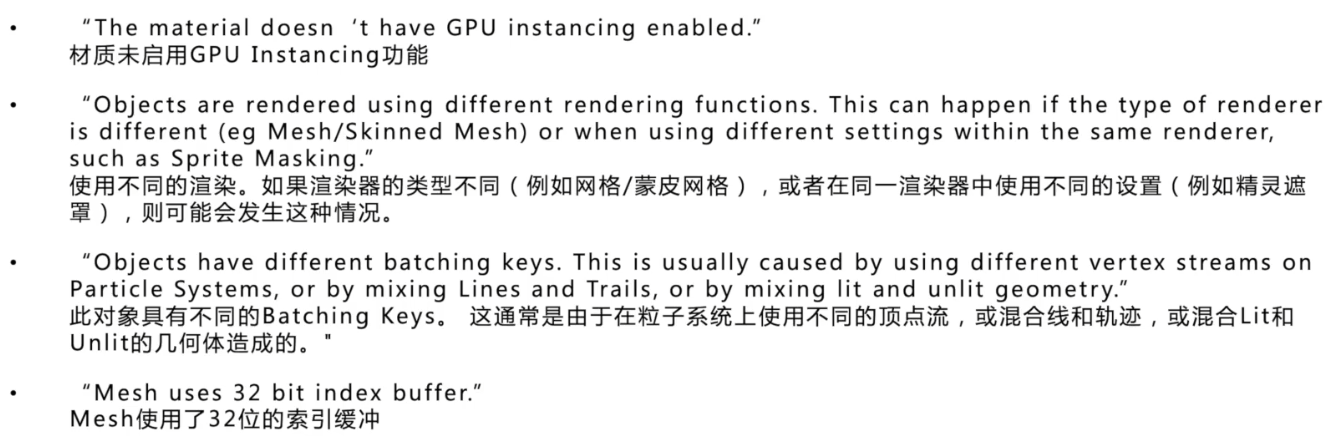 • “The material doesn‘t have GPU instancing enabled.”
材质未启用GPU Instancing功能
• “Objects are rendered using different rendering functions. This can happen if the type of renderer
is different (eg Mesh/Skinned Mesh) or when using different settings within the same renderer,
such as Sprite Masking.”
使用不同的渲染。如果渲染器的类型不同（例如网格/蒙皮网格），或者在同一渲染器中使用不同的设置（例如精灵遮
罩），则可能会发生这种情况。
• “Objects have different batching keys. This is usually caused by using different vertex streams on
Particle Systems, or by mixing Lines and Trails, or by mixing lit and unlit geometry.”
此对象具有不同的Batching Keys。 这通常是由于在粒子系统上使用不同的顶点流，或混合线和轨迹，或混合Lit和
Unlit的几何体造成的。"
• “Mesh uses 32 bit index buffer.”
Mesh使用了32位的索引缓冲